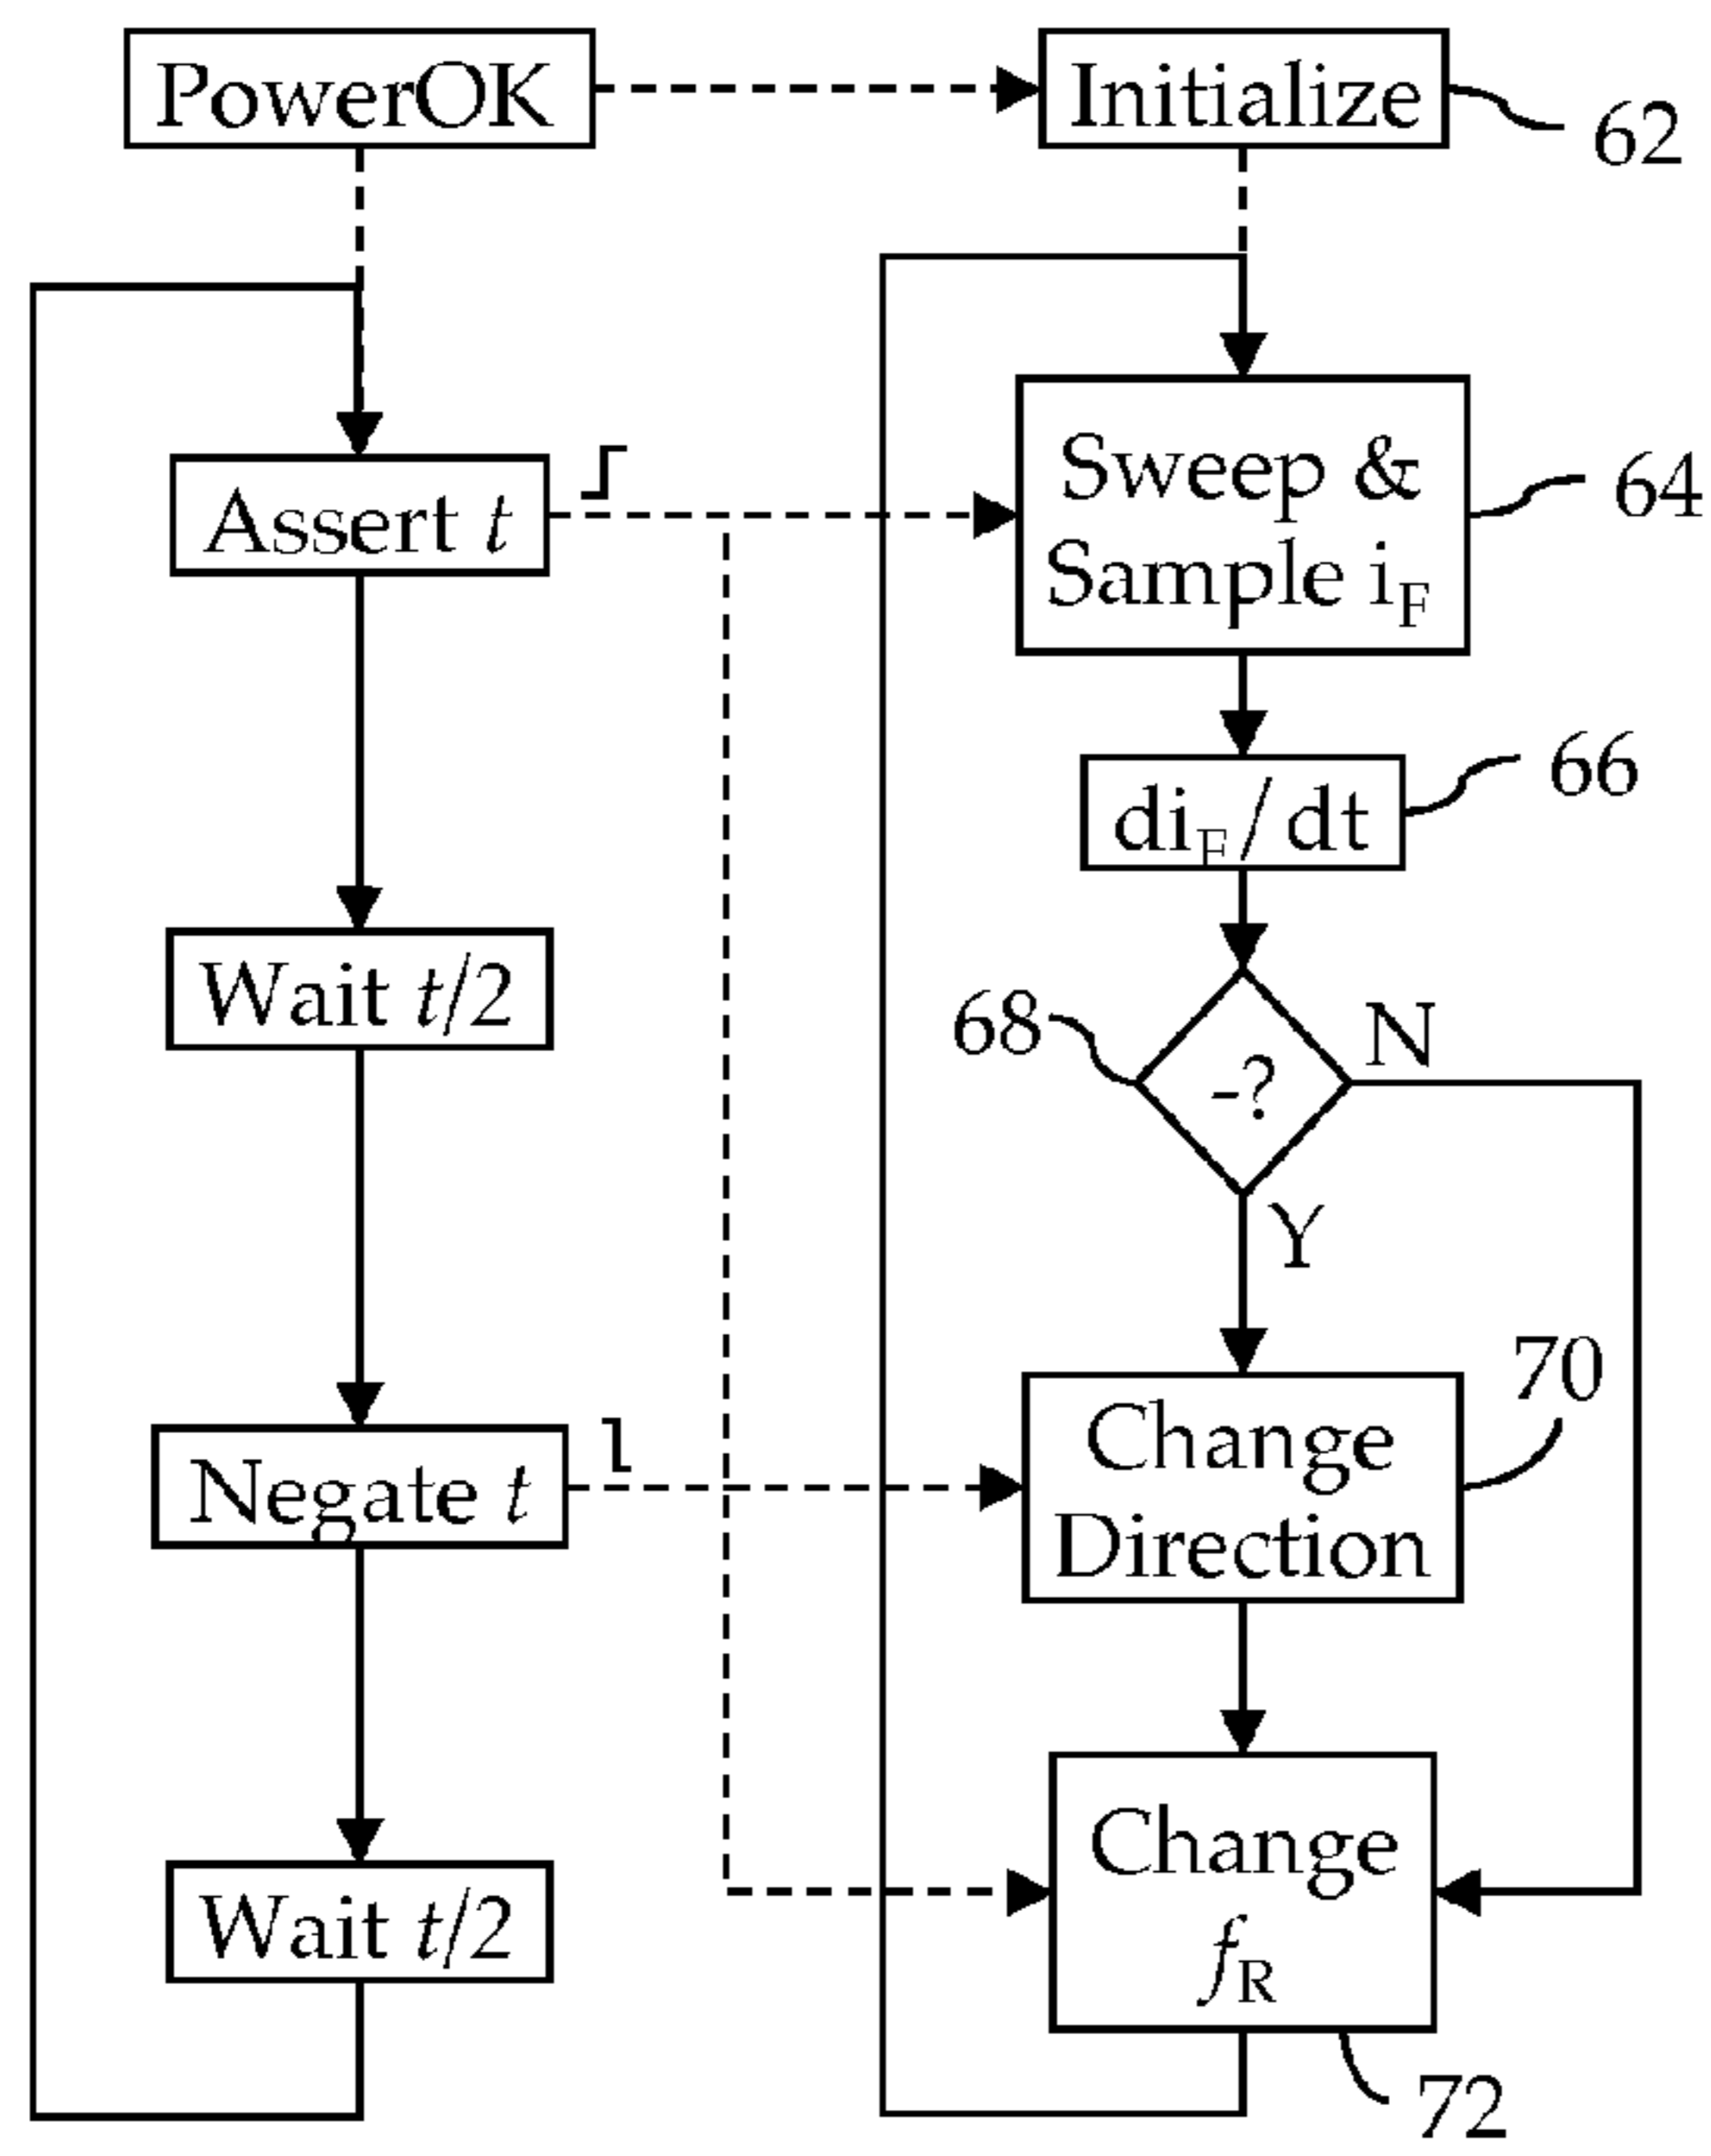 PowerOK
Initialize
62
Assert t
Sweep &
Sample iF
64
diF/dt
66
Wait t/2
68
-?
N
Y
Negate t
Change
Direction
70
Wait t/2
Change
fR
72